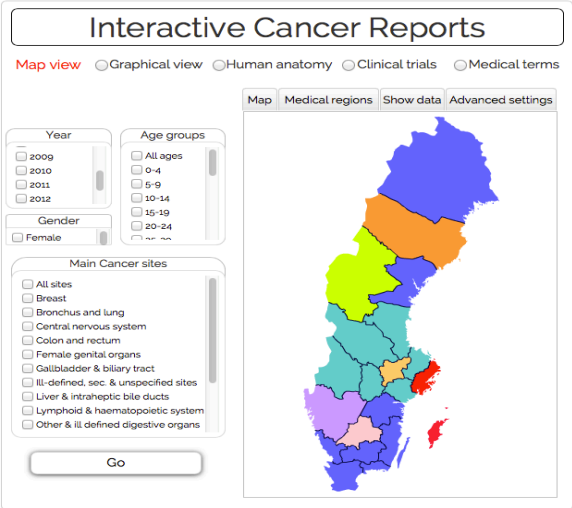 Interactive Cancer Reports
Map view Graphical view Human anatomy Clinical trials Medical terms
Map Medical regions Show data Advanced settings
Year
2009
2010
2011
2012
Age groups
All ages
0-4
5-9
10-14
15-19
20-24
Gender
Female
Main Cancer sites
All sites
Breast
Bronchus and lung
Central nervous system
Colon and rectum
Female genital organs
Gallbladder & biliary tract
Ill-defined, sec. & unspecified sites
Liver & intraheptic bile ducts
Lymphoid & haematopoietic system
Other & ill defined digestive organs
Go